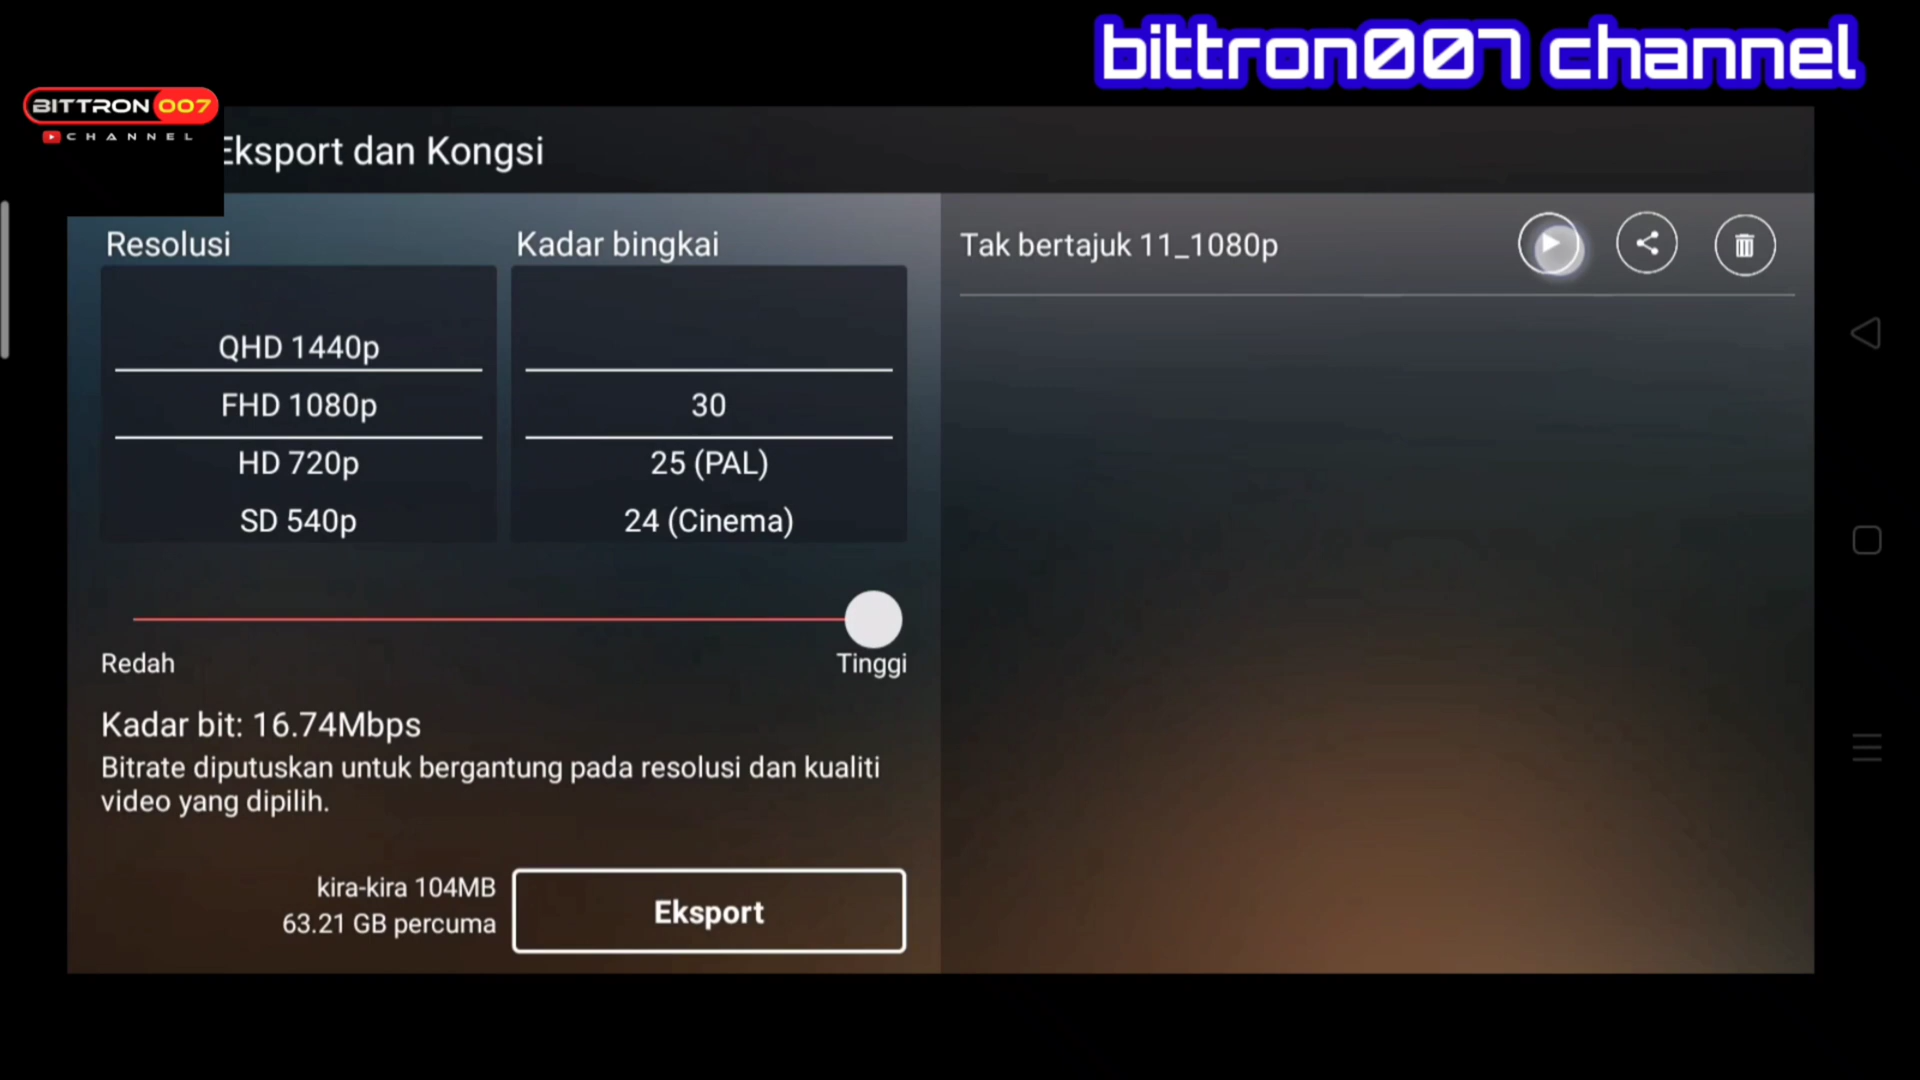 bittron007 channel
BITTRON 007
CHANNEL
Eksport dan Kongsi
Resolusi
QHD 1440p
FHD 1080p
HD 720p
SD 540p
Kadar bingkai
30
25 (PAL)
24 (Cinema)
Redah
Tinggi
Kadar bit: 16.74Mbps
Bitrate diputuskan untuk bergantung pada resolusi dan kualiti
video yang dipilih.
kira-kira 104MB
63.21 GB percuma
Eksport
Tak bertajuk 11_1080p